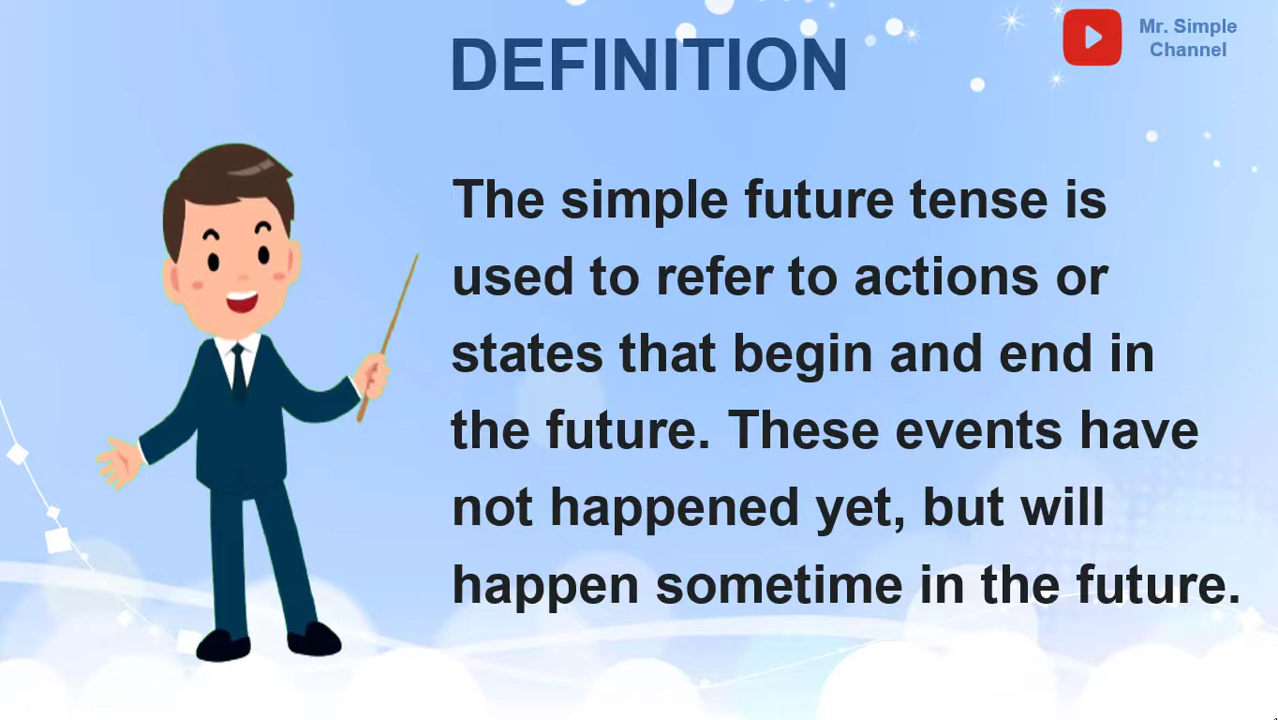 DEFINITION
Mr. Simple
Channel
The simple future tense is
used to refer to actions or
states that begin and end in
the future. These events have
not happened yet, but will
happen sometime in the future.